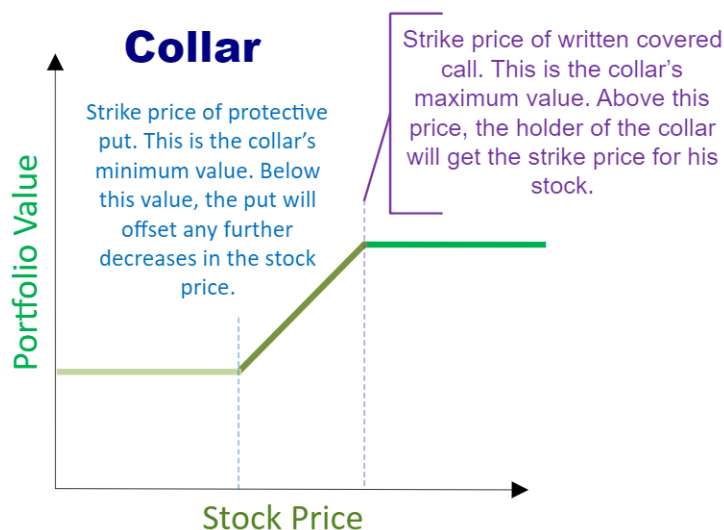 Collar
Strike price of protective
put. This is the collar's
minimum value. Below
this value, the put will
offset any further
decreases in the stock
price.
Strike price of written covered
call. This is the collar's
maximum value. Above this
price, the holder of the collar
will get the strike price for his
stock.
Portfolio Value
Stock Price